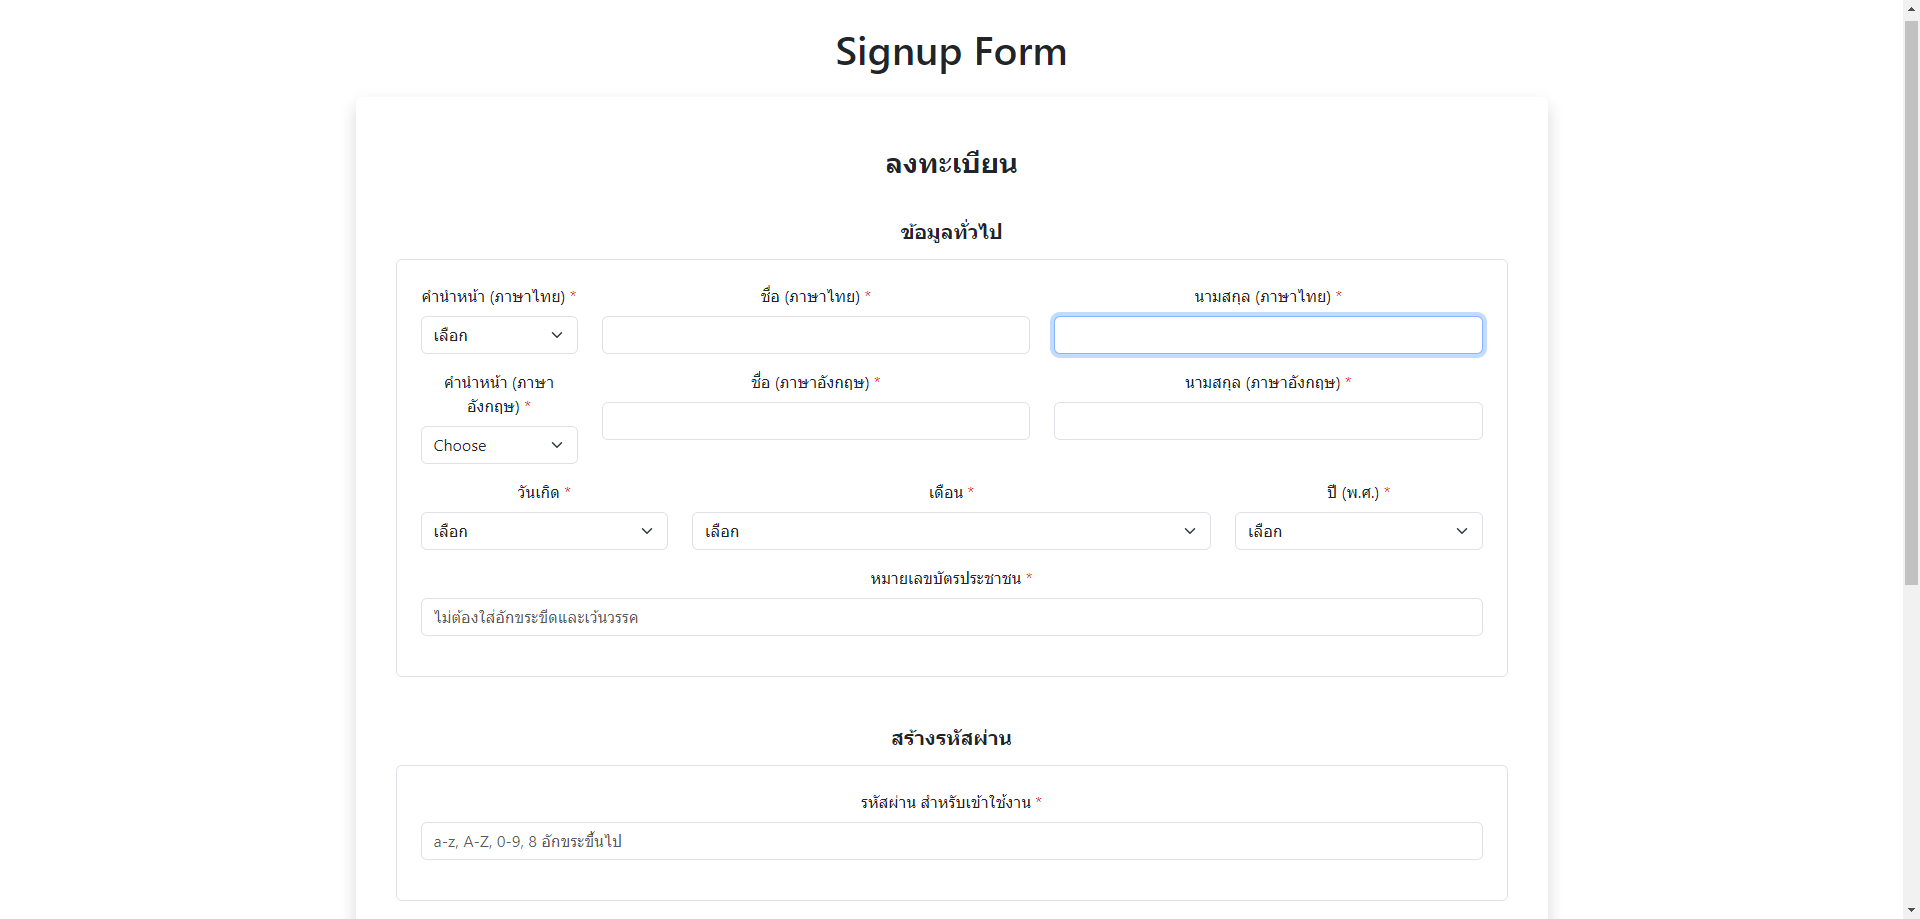 Signup Form
ลงทะเบียน
ข้อมูลทั่วไป
คำนำหน้า (ภาษาไทย) *
ชื่อ (ภาษาไทย) *
นามสกุล (ภาษาไทย) *
เลือก
คำนำหน้า (ภาษา
อังกฤษ) *
ชื่อ (ภาษาอังกฤษ) *
นามสกุล (ภาษาอังกฤษ) *
Choose
วันเกิด *
เดือน *
ปี (พ.ศ.) *
เลือก
เลือก
เลือก
หมายเลขบัตรประชาชน *
ไม่ต้องใส่อักขระขีดและเว้นวรรค
สร้างรหัสผ่าน
รหัสผ่าน สำหรับเข้าใช้งาน *
a-z, A-Z, 0-9, 8 อักขระขึ้นไป